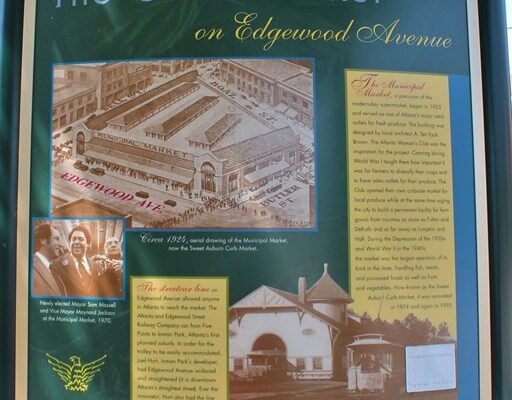 on Edgewood Avenue
MUNICIPAL MARKET
GILMAR ST.
EDGEWOOD AVE.
BUTLER ST.
Circa 1924, aerial drawing of the Municipal Market,
now the Sweet Auburn Curb Market.
Newly elected Mayor Sam Massell
and Vice Mayor Maynard Jackson
at the Municipal Market, 1970.
The Municipal
Market, a precursor of the
modern-day supermarket, began in 1923
and served as one of Atlanta's major retail
outlets for fresh produce. The building was
designed by local architect A. Ten Eyck
Brown. The Atlanta Woman's Club was the
inspiration for the project. Canning during
World War I taught them how important it
was for farmers to diversify their crops and
to have sales outlets for their produce. The
Club opened their own curbside market for
local produce while at the same time urging
the city to build a permanent facility for farm
goods from counties as close as Fulton and
DeKalb and as far away as Lumpkin and
Hall. During the Depression of the 1930s
and World War II in the 1940s,
the market was the largest operation of its
kind in the state, handling fish, meats,
and processed foods as well as fruits
and vegetables. Now known as the Sweet
Auburn Curb Market, it was renovated
in 1974 and again in 1995.
The streetcar line on
Edgewood Avenue allowed anyone
in Atlanta to reach the market. The
Atlanta and Edgewood Street
Railway Company ran from Five
Points to Inman Park, Atlanta's first
planned suburb. In order for the
trolley to be easily accommodated,
Joel Hurt, Inman Park's developer,
had Edgewood Avenue widened
and straightened (it is downtown
Atlanta's straightest street). Ever the
innovator, Hurt also had the line